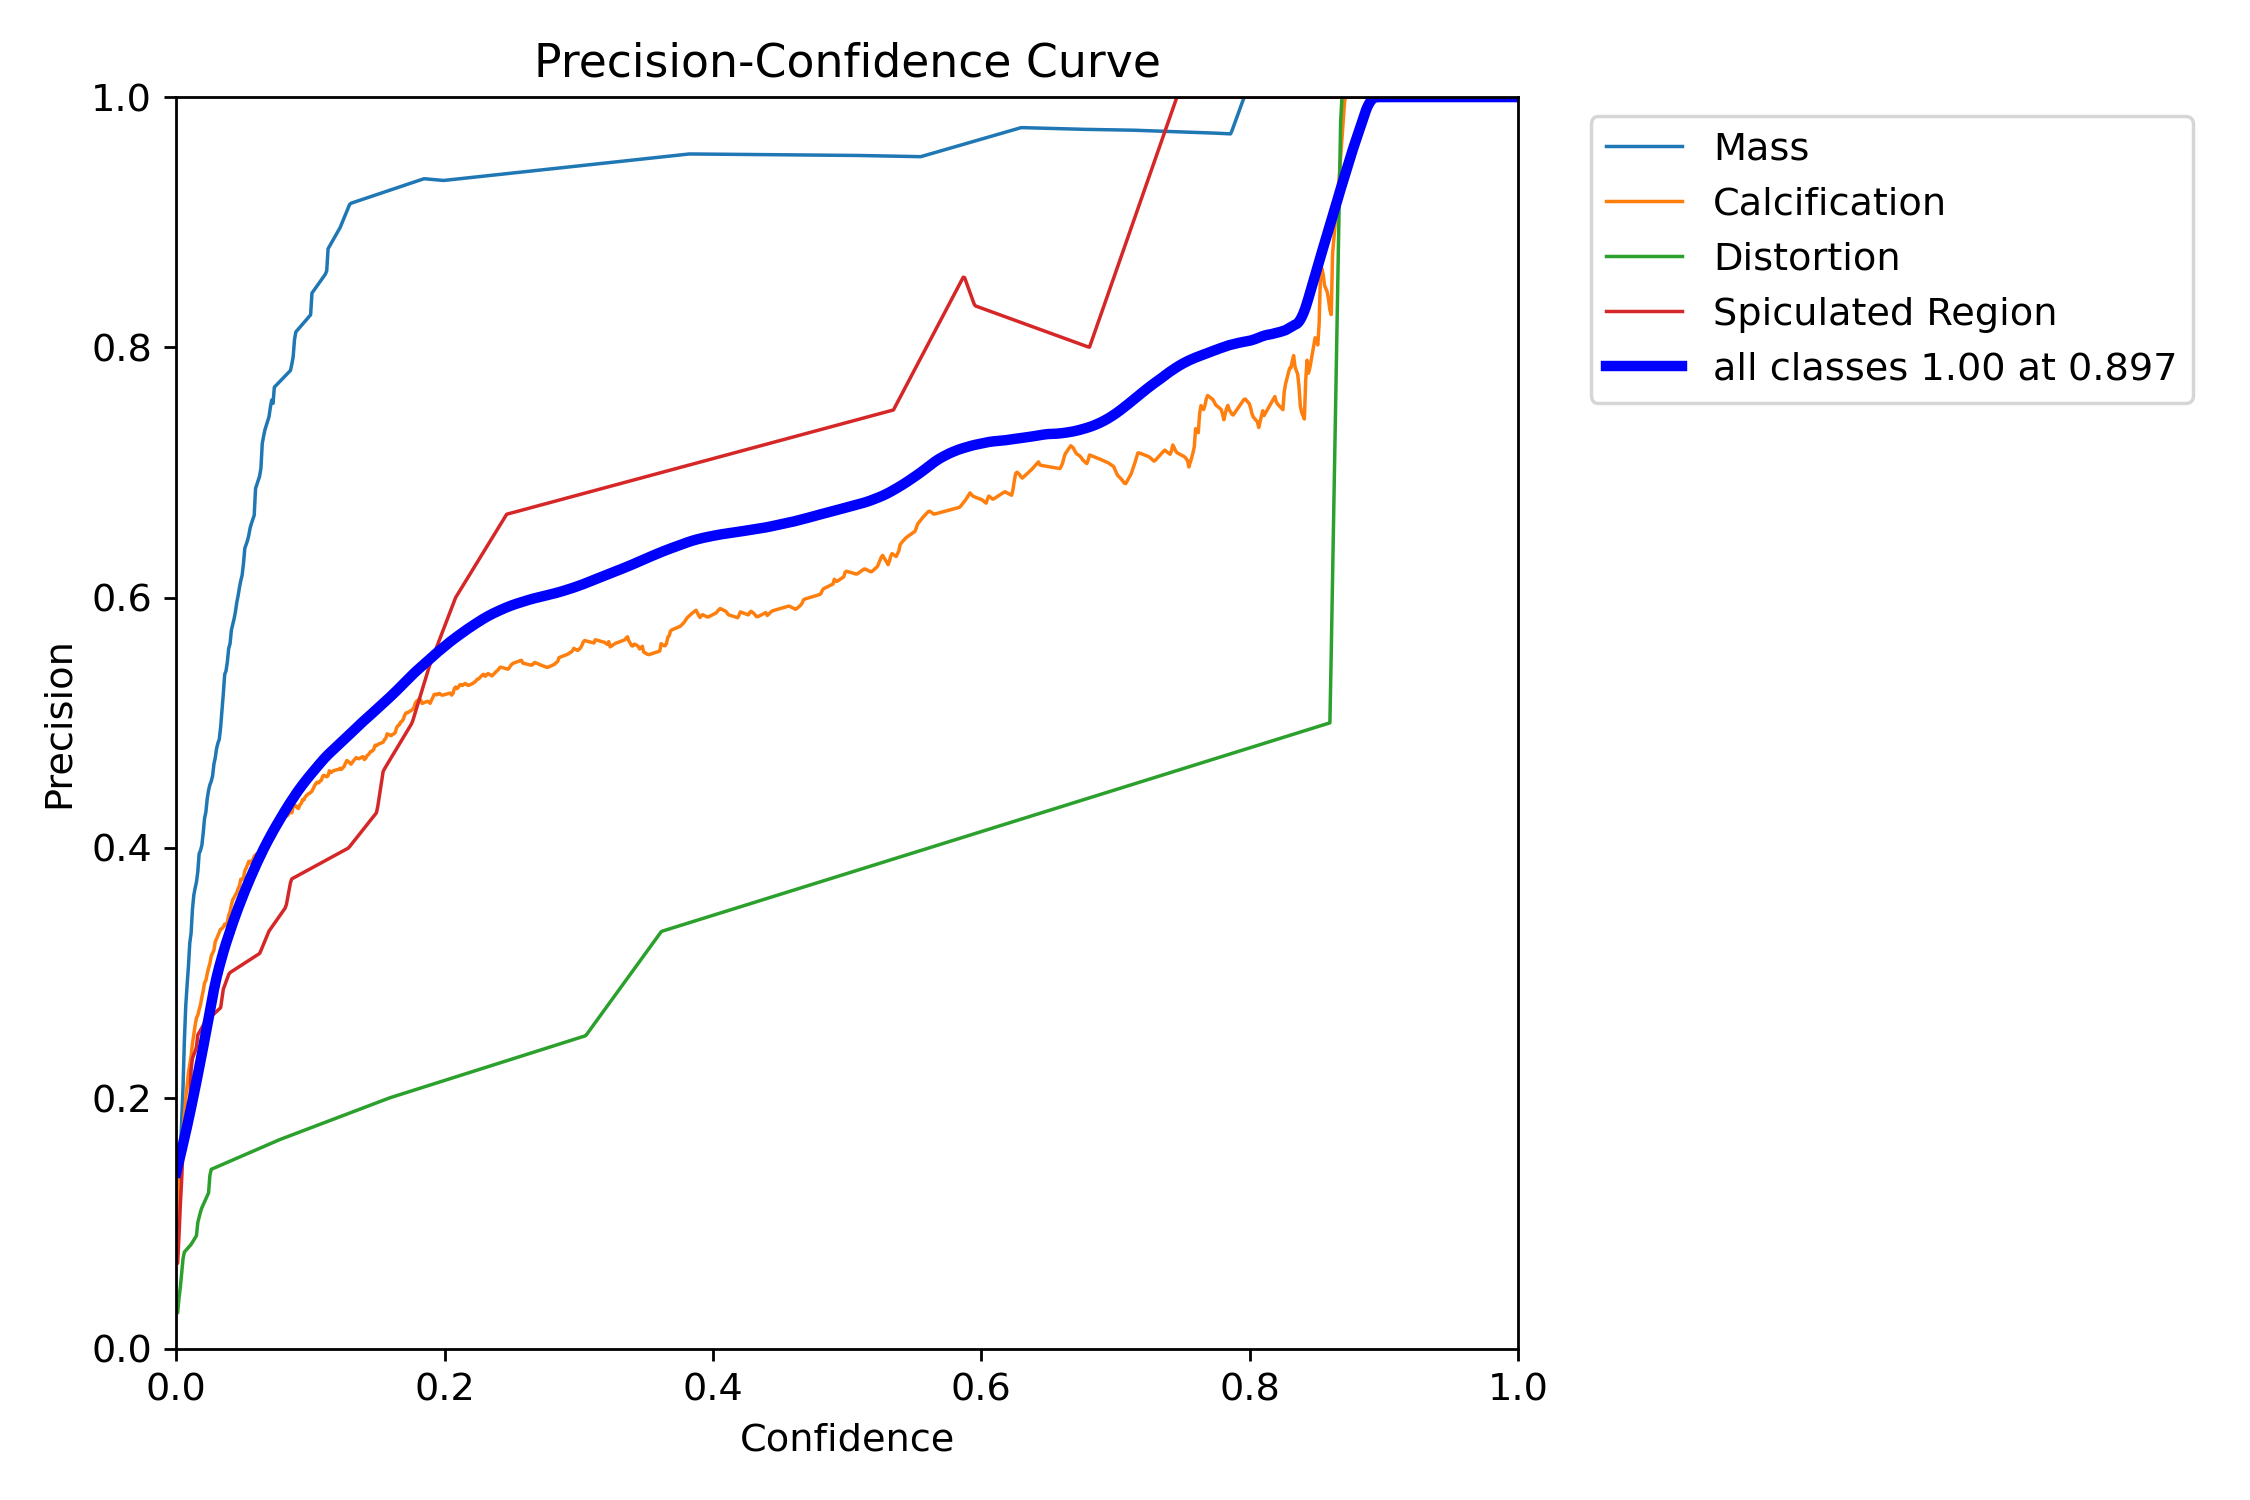 Precision-Confidence Curve
1.0
0.8
0.6
0.4
0.2
0.0
Precision
0.0 0.2 0.4 0.6 0.8 1.0
Confidence
Mass
Calcification
Distortion
Spiculated Region
all classes 1.00 at 0.897